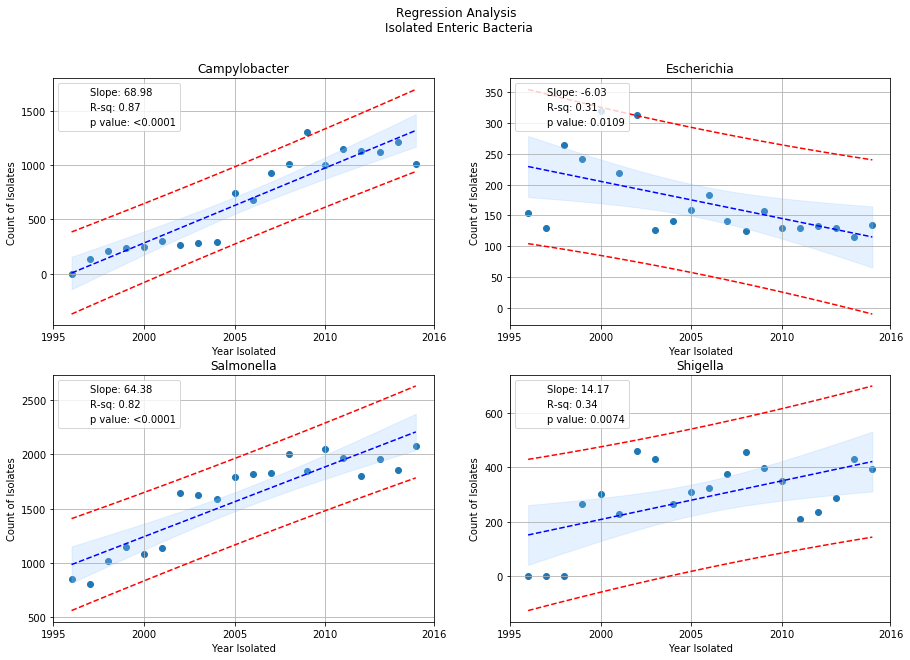 Regression Analysis
Isolated Enteric Bacteria
Campylobacter
Slope: 68.98
R-sq: 0.87
p value: <0.0001
Count of Isolates
1500
1000
500
0
1995
2000
2005
2010
2016
Year Isolated
Escherichia
Slope: -6.03
R-sq: 0.31
p value: 0.0109
Count of Isolates
350
300
250
200
150
100
50
0
1995
2000
2005
2010
2016
Year Isolated
Salmonella
Slope: 64.38
R-sq: 0.82
p value: <0.0001
Count of Isolates
2500
2000
1500
1000
500
1995
2000
2005
2010
2016
Year Isolated
Shigella
Slope: 14.17
R-sq: 0.34
p value: 0.0074
Count of Isolates
600
400
200
0
1995
2000
2005
2010
2016
Year Isolated